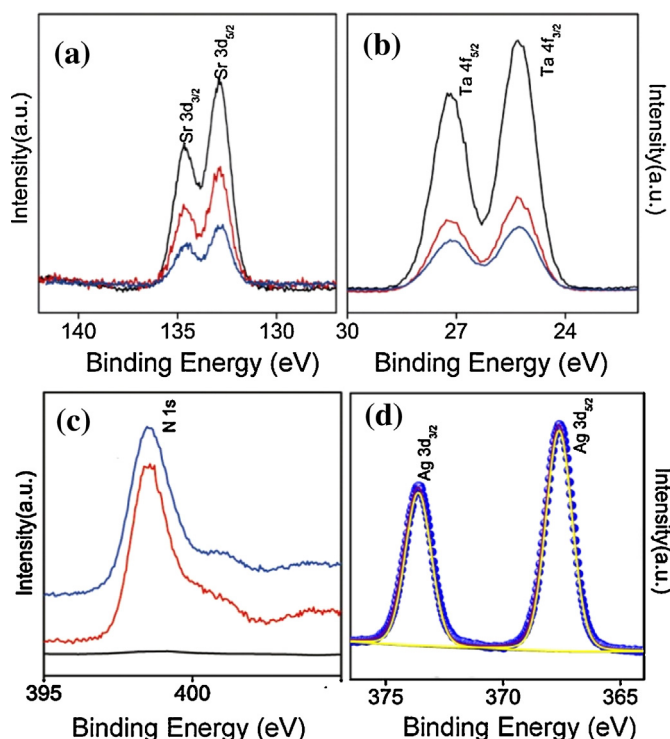 (a)
Sr 3d3/2
Sr 3d5/2
Intensity(a.u.)
140 135 130
Binding Energy (eV)
(b)
Ta 4f5/2
Ta 4f3/2
Intensity(a.u.)
30 27 24
Binding Energy (eV)
(c)
N 1s
Intensity(a.u.)
395 400
Binding Energy (eV)
(d)
Ag 3d3/2
Ag 3d5/2
Intensity(a.u.)
375 370 365
Binding Energy (eV)